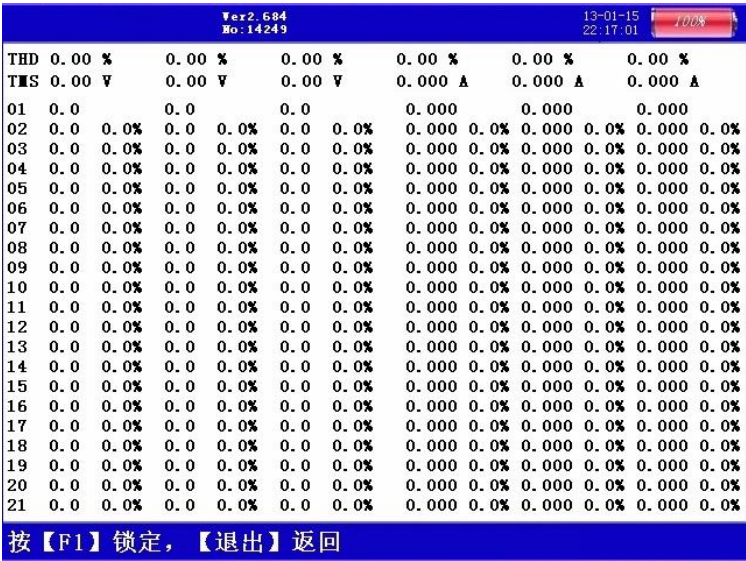 Ver2.684
No:14249
13-01-15
22:17:01
100%
THD 0.00 % 0.00 % 0.00 % 0.00 % 0.00 % 0.00 %
TMS 0.00 V 0.00 V 0.00 V 0.000 A 0.000 A 0.000 A
01 0.0 0.0 0.0 0.000 0.000 0.000
02 0.0 0.0% 0.0 0.0% 0.0 0.0% 0.000 0.0% 0.000 0.0% 0.000 0.0%
03 0.0 0.0% 0.0 0.0% 0.0 0.0% 0.000 0.0% 0.000 0.0% 0.000 0.0%
04 0.0 0.0% 0.0 0.0% 0.0 0.0% 0.000 0.0% 0.000 0.0% 0.000 0.0%
05 0.0 0.0% 0.0 0.0% 0.0 0.0% 0.000 0.0% 0.000 0.0% 0.000 0.0%
06 0.0 0.0% 0.0 0.0% 0.0 0.0% 0.000 0.0% 0.000 0.0% 0.000 0.0%
07 0.0 0.0% 0.0 0.0% 0.0 0.0% 0.000 0.0% 0.000 0.0% 0.000 0.0%
08 0.0 0.0% 0.0 0.0% 0.0 0.0% 0.000 0.0% 0.000 0.0% 0.000 0.0%
09 0.0 0.0% 0.0 0.0% 0.0 0.0% 0.000 0.0% 0.000 0.0% 0.000 0.0%
10 0.0 0.0% 0.0 0.0% 0.0 0.0% 0.000 0.0% 0.000 0.0% 0.000 0.0%
11 0.0 0.0% 0.0 0.0% 0.0 0.0% 0.000 0.0% 0.000 0.0% 0.000 0.0%
12 0.0 0.0% 0.0 0.0% 0.0 0.0% 0.000 0.0% 0.000 0.0% 0.000 0.0%
13 0.0 0.0% 0.0 0.0% 0.0 0.0% 0.000 0.0% 0.000 0.0% 0.000 0.0%
14 0.0 0.0% 0.0 0.0% 0.0 0.0% 0.000 0.0% 0.000 0.0% 0.000 0.0%
15 0.0 0.0% 0.0 0.0% 0.0 0.0% 0.000 0.0% 0.000 0.0% 0.000 0.0%
16 0.0 0.0% 0.0 0.0% 0.0 0.0% 0.000 0.0% 0.000 0.0% 0.000 0.0%
17 0.0 0.0% 0.0 0.0% 0.0 0.0% 0.000 0.0% 0.000 0.0% 0.000 0.0%
18 0.0 0.0% 0.0 0.0% 0.0 0.0% 0.000 0.0% 0.000 0.0% 0.000 0.0%
19 0.0 0.0% 0.0 0.0% 0.0 0.0% 0.000 0.0% 0.000 0.0% 0.000 0.0%
20 0.0 0.0% 0.0 0.0% 0.0 0.0% 0.000 0.0% 0.000 0.0% 0.000 0.0%
21 0.0 0.0% 0.0 0.0% 0.0 0.0% 0.000 0.0% 0.000 0.0% 0.000 0.0%
按【F1】锁定，【退出】返回